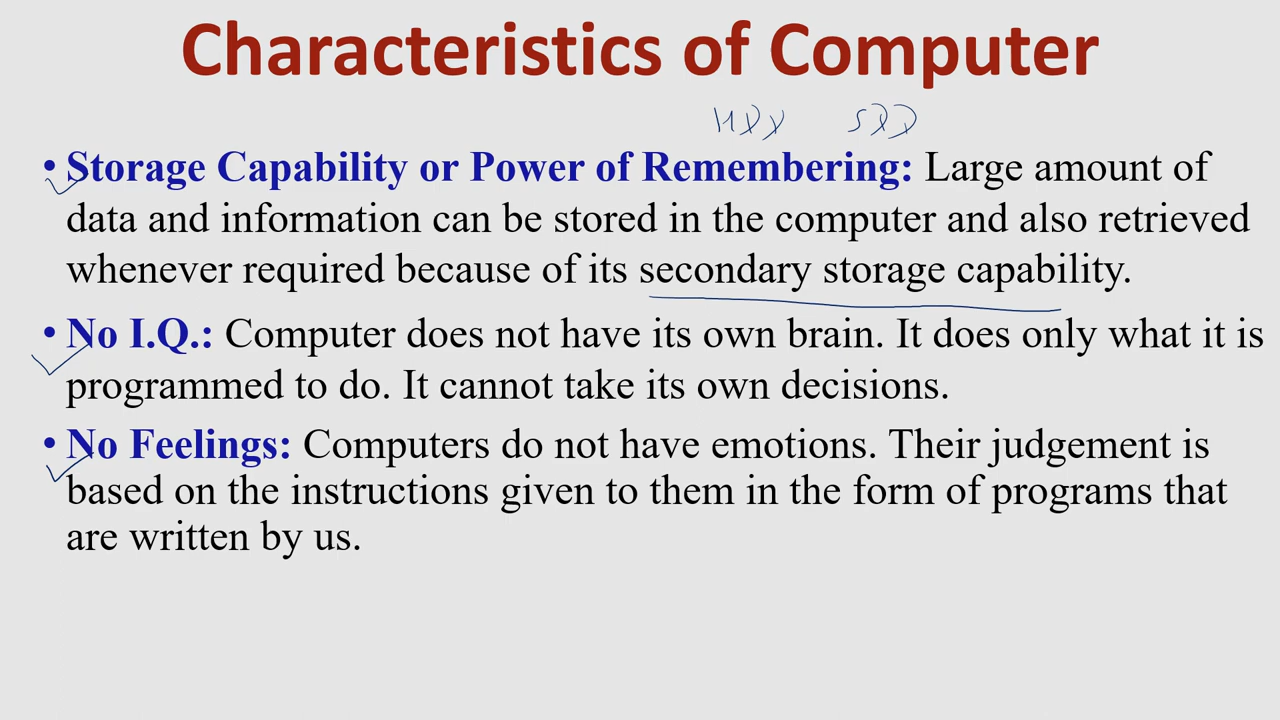 Characteristics of Computer
HDD SDD
• Storage Capability or Power of Remembering: Large amount of
data and information can be stored in the computer and also retrieved
whenever required because of its secondary storage capability.
• No I.Q.: Computer does not have its own brain. It does only what it is
programmed to do. It cannot take its own decisions.
• No Feelings: Computers do not have emotions. Their judgement is
based on the instructions given to them in the form of programs that
are written by us.